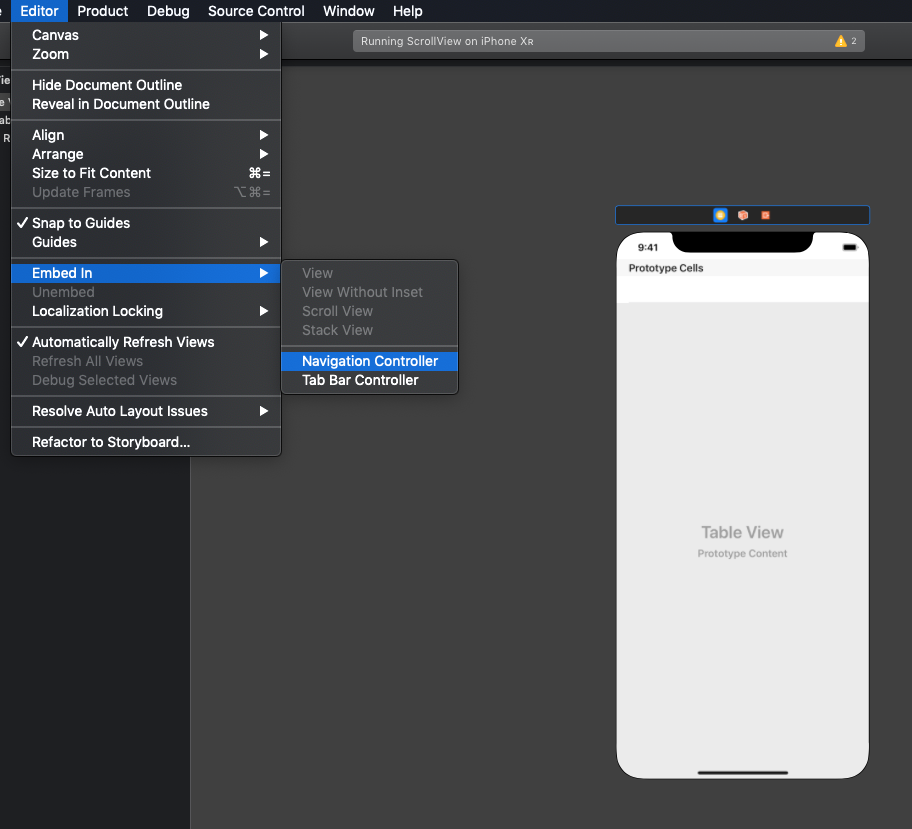 Editor Product Debug Source Control Window Help
Canvas
Zoom
Hide Document Outline
Reveal in Document Outline
Align
Arrange
Size to Fit Content ⌘=
Update Frames ⌥⌘=
Snap to Guides
Guides
Embed In
Unembed
Localization Locking
Automatically Refresh Views
Refresh All Views
Debug Selected Views
Resolve Auto Layout Issues
Refactor to Storyboard...
View
View Without Inset
Scroll View
Stack View
Navigation Controller
Tab Bar Controller
Running ScrollView on iPhone XR
2
9:41
Prototype Cells
Table View
Prototype Content